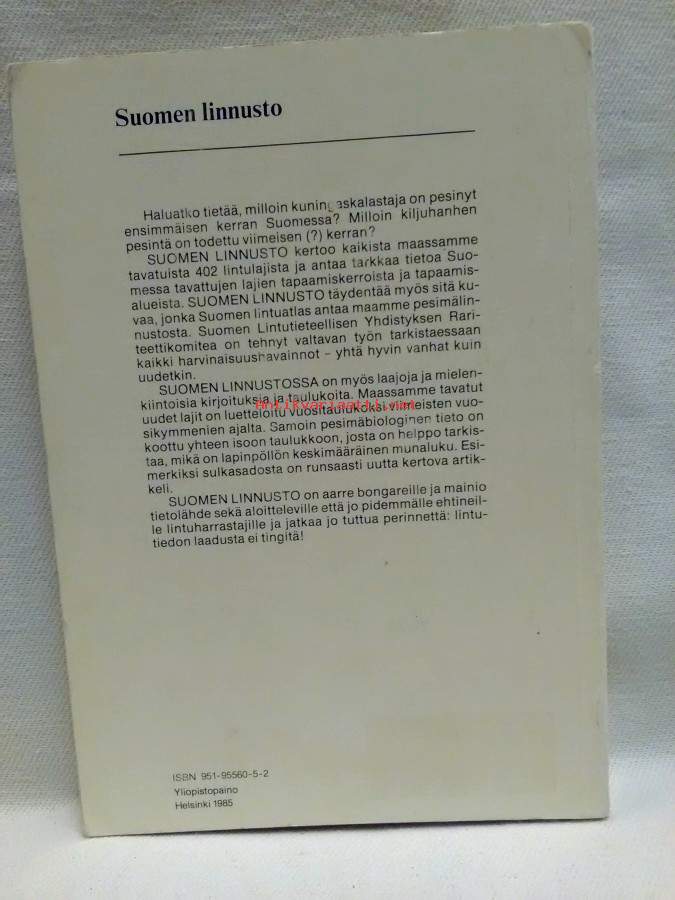 Suomen linnusto
Haluatko tietää, milloin kuningaskalastaja on pesinyt
ensimmäisen kerran Suomessa? Milloin kiljuhanhen
pesintä on todettu viimeisen (?) kerran?
SUOMEN LINNUSTO kertoo kaikista maassamme
tavatuista 402 lintulajista ja antaa tarkkaa tietoa Suo-
messa tavattujen lajien tapaamiskerroista ja tapaamis-
alueista. SUOMEN LINNUSTO täydentää myös sitä ku-
vaa, jonka Suomen lintuatlas antaa maamme pesimälin-
nustosta. Suomen Lintutieteellisen Yhdistyksen Rari-
teettikomitea on tehnyt valtavan työn tarkistaessaan
kaikki harvinaisuushavainnot – yhtä hyvin vanhat kuin
uudetkin.
SUOMEN LINNUSTOSSA on myös laajoja ja mielen-
kiintoisia kirjoituksia ja taulukoita. Maassamme tavatut
Antikvariaatti.net
uudet lajit on luetteloitu vuositaulukoksi viimeisten vuo-
sikymmenien ajalta. Samoin pesimäbiologinen tieto on
koottu yhteen isoon taulukkoon, josta on helppo tarkis-
taa, mikä on lapinpöllön keskimääräinen munaluku. Esi-
merkiksi sulkasadosta on runsaasti uutta kertova artik-
keli.
SUOMEN LINNUSTO on aarre bongareille ja mainio
tietolähde sekä aloitteleville että jo pidemmälle ehtineil-
le lintuharrastajille ja jatkaa jo tuttua perinnettä: lintu-
tiedon laadusta ei tingitä!
ISBN 951-95560-5-2
Yliopistopaino
Helsinki 1985